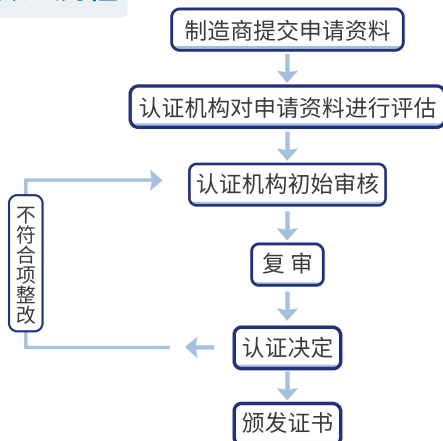 制造商提交申请资料
认证机构对申请资料进行评估
认证机构初始审核
不符合项整改
复 审
认证决定
颁发证书